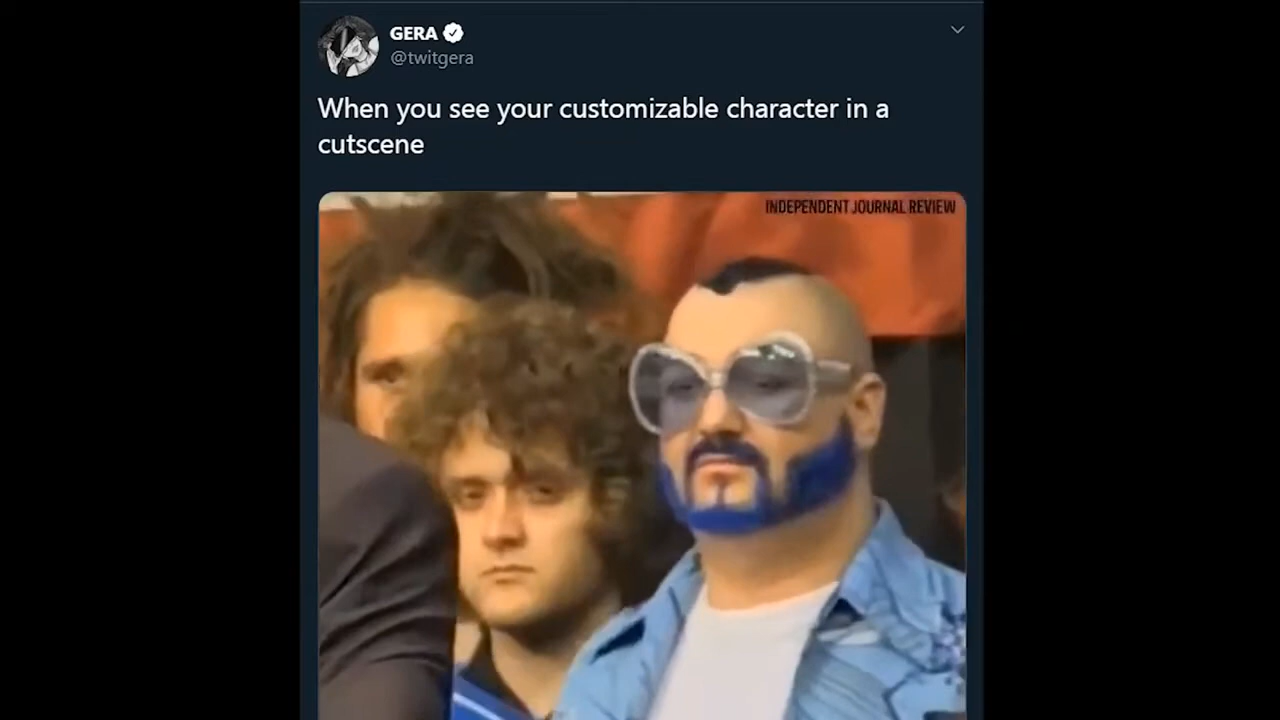 GERA
@twitgera
When you see your customizable character in a
cutscene
INDEPENDENT JOURNAL REVIEW